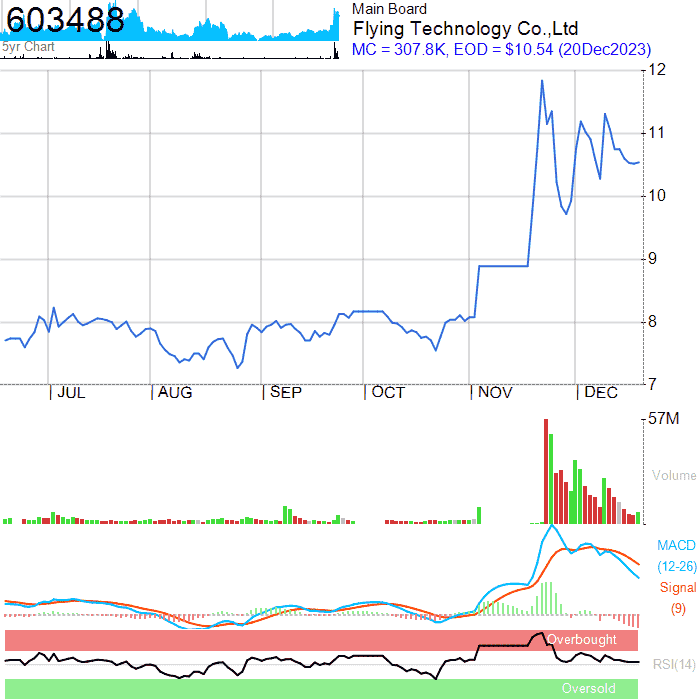 603488
5yr Chart
Main Board
Flying Technology Co.,Ltd
MC = 307.8K, EOD = $10.54 (20Dec2023)
12
11
10
9
8
7
JUL
AUG
SEP
OCT
NOV
DEC
57M
Volume
MACD
(12-26)
Signal
(9)
Overbought
RSI(14)
Oversold